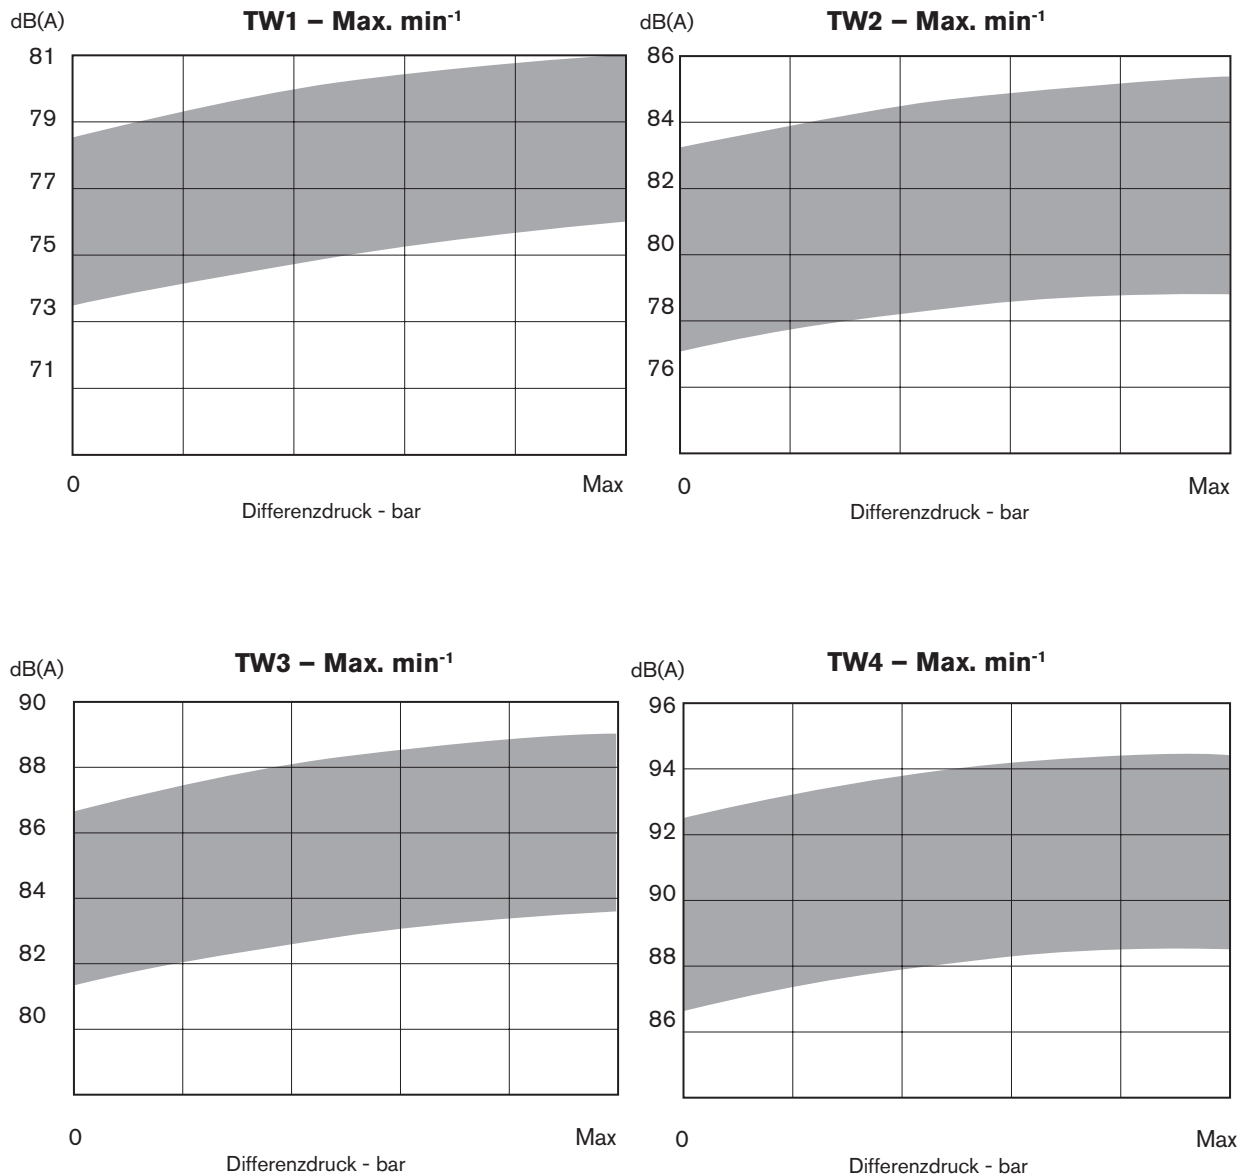 dB(A)
TW1 – Max. min-1
81
79
77
75
73
71
0
Max
Differenzdruck - bar
dB(A)
TW2 – Max. min-1
86
84
82
80
78
76
0
Max
Differenzdruck - bar
dB(A)
TW3 – Max. min-1
90
88
86
84
82
80
0
Max
Differenzdruck - bar
dB(A)
TW4 – Max. min-1
96
94
92
90
88
86
0
Max
Differenzdruck - bar